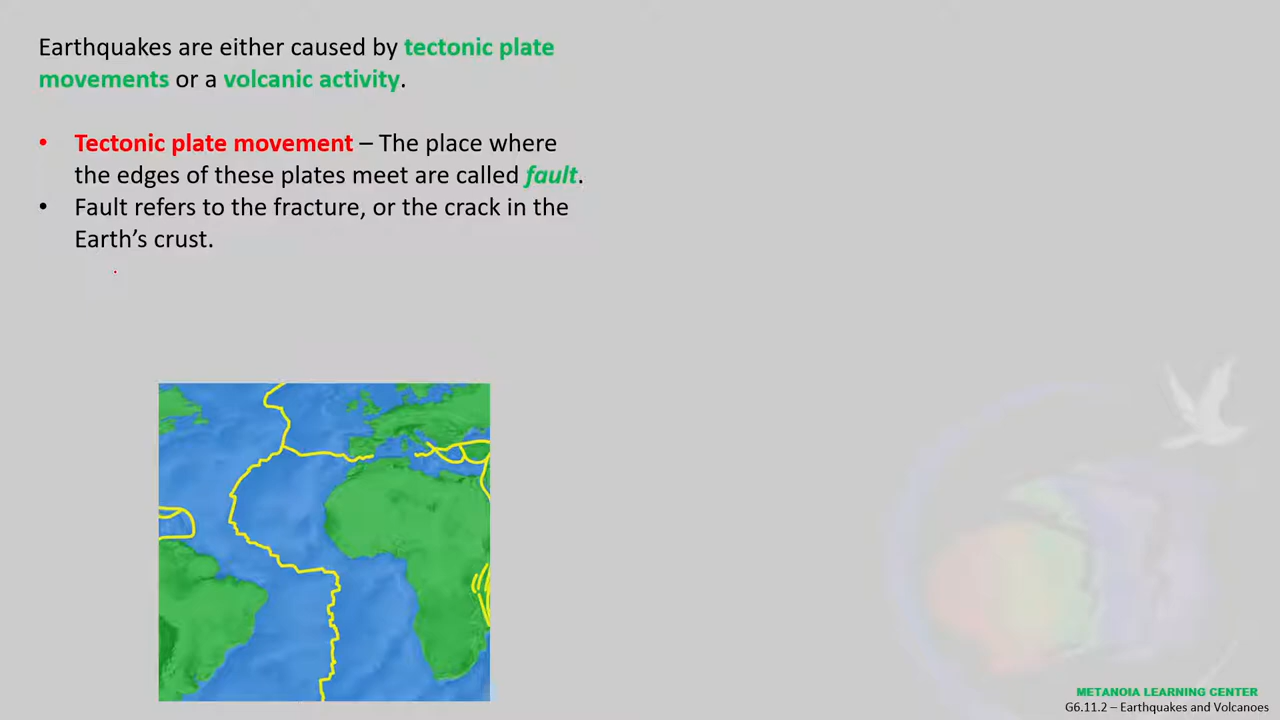 Earthquakes are either caused by tectonic plate
movements or a volcanic activity.
• Tectonic plate movement – The place where
the edges of these plates meet are called fault.
• Fault refers to the fracture, or the crack in the
Earth’s crust.
METANOIA LEARNING CENTER
G6.11.2 – Earthquakes and Volcanoes